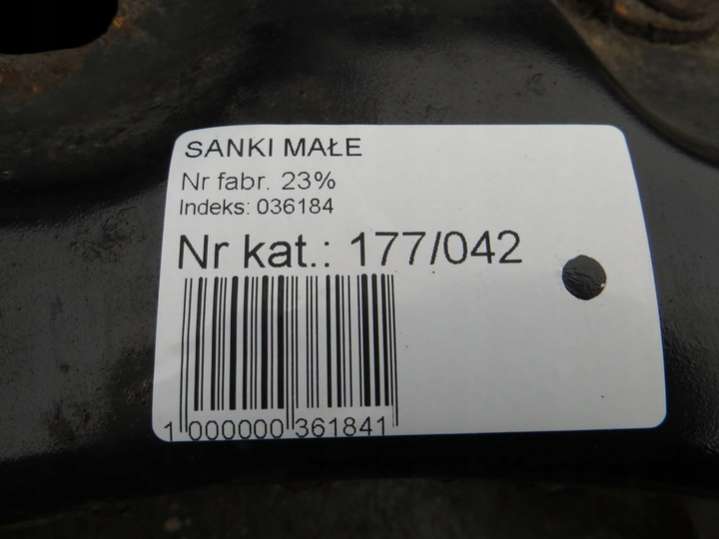 SANKI MAŁE
Nr fabr. 23%
Indeks: 036184
Nr kat.: 177/042
1 000000 361841